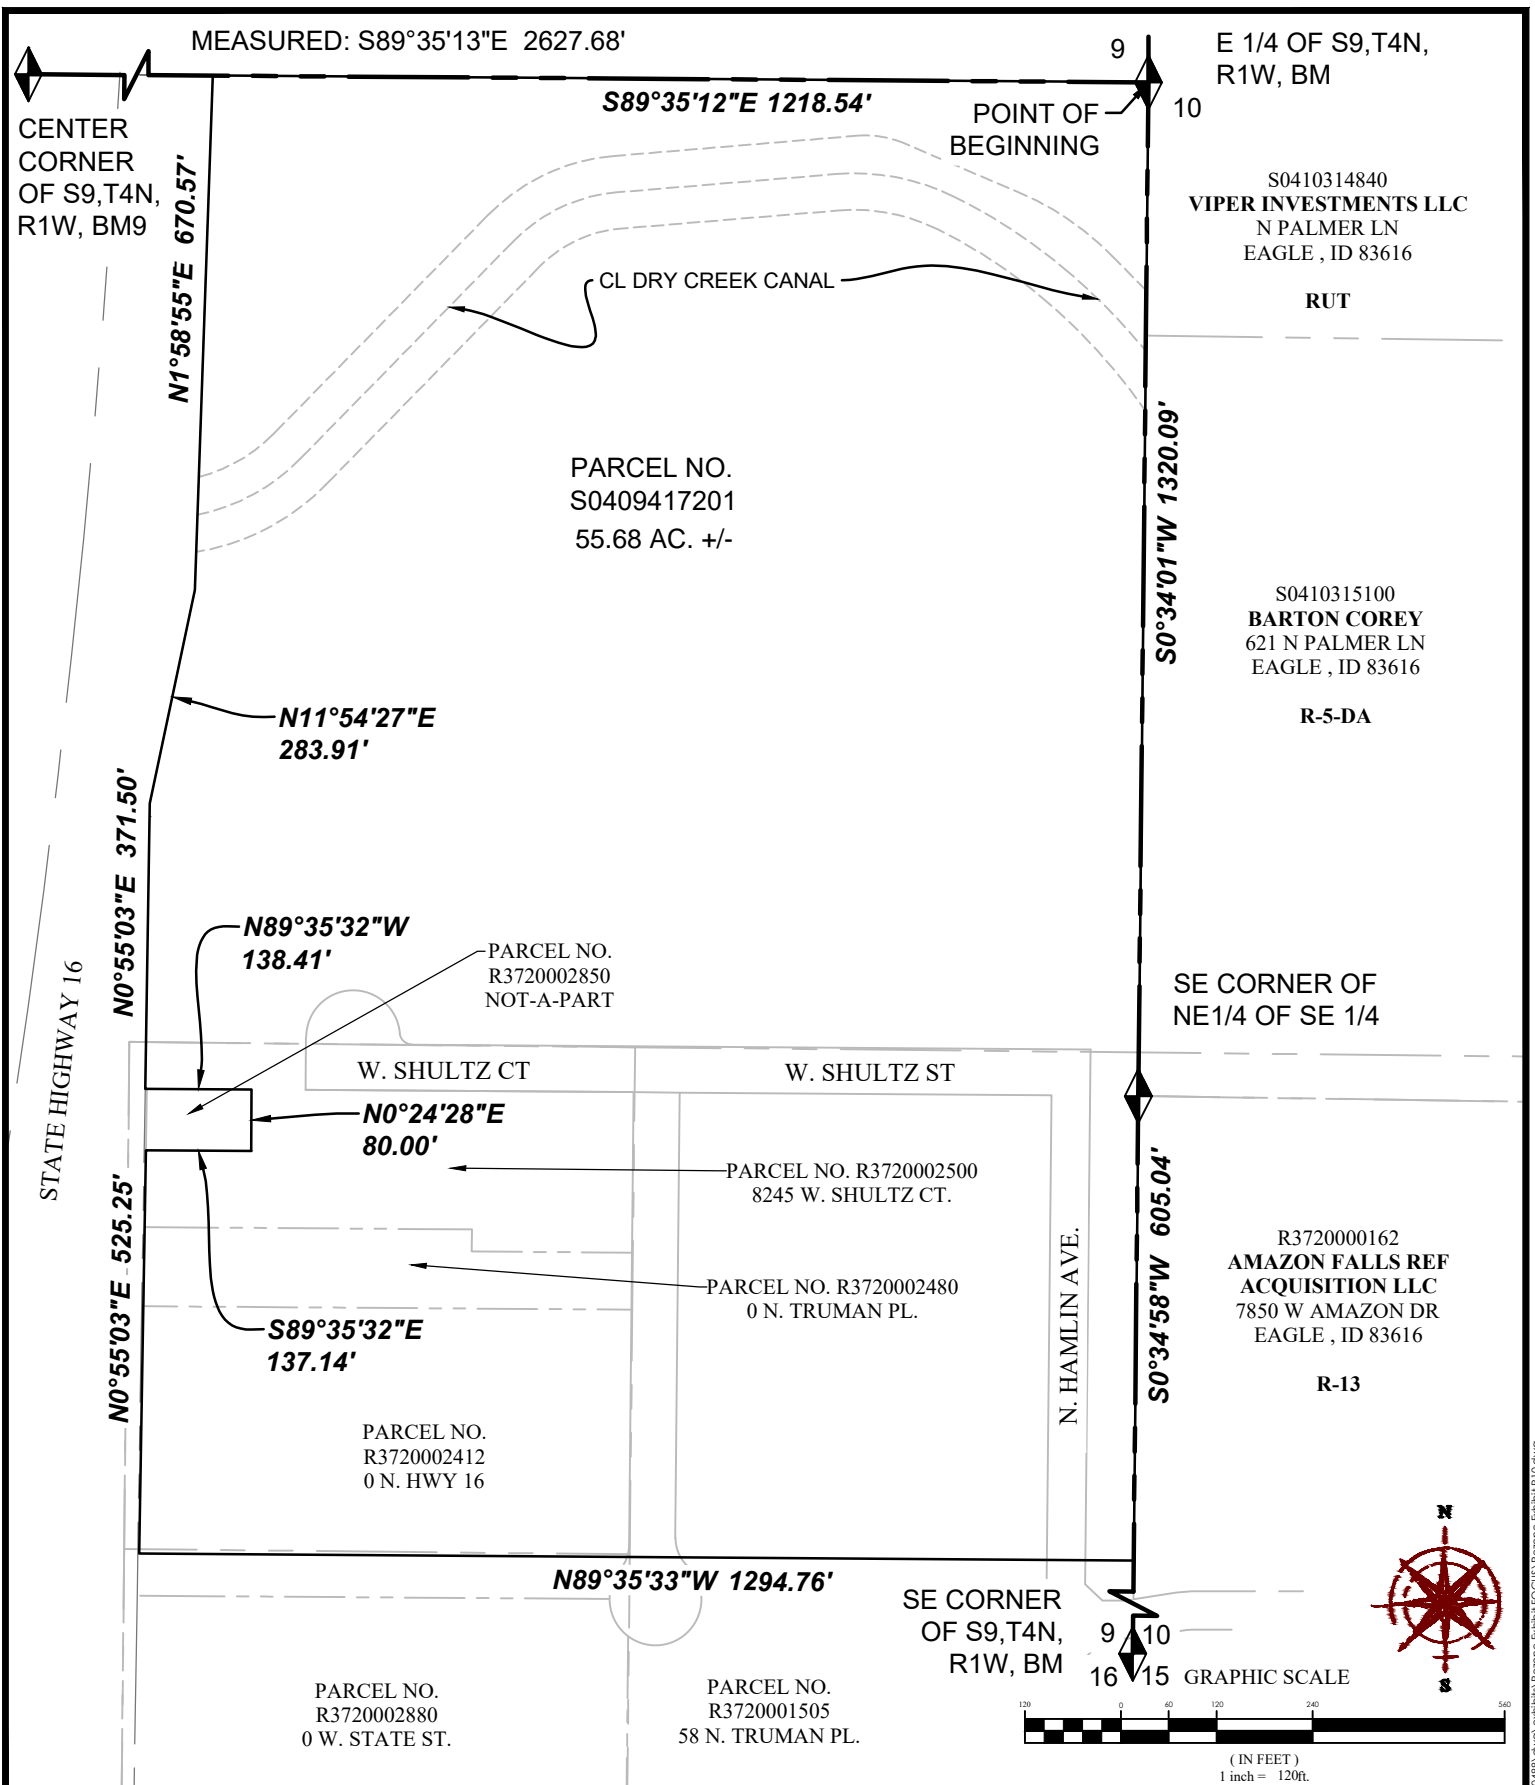 MEASURED: S89°35'13"E 2627.68'
9
E 1/4 OF S9,T4N,
R1W, BM
S89°35'12"E 1218.54'
POINT OF
BEGINNING
10
CENTER
CORNER
OF S9,T4N,
R1W, BM9
N1°58'55"E 670.57'
S0410314840
VIPER INVESTMENTS LLC
N PALMER LN
EAGLE , ID 83616
RUT
CL DRY CREEK CANAL
PARCEL NO.
S0409417201
55.68 AC. +/-
S0°34'01"W 1320.09'
S0410315100
BARTON COREY
621 N PALMER LN
EAGLE , ID 83616
R-5-DA
N11°54'27"E
283.91'
N0°55'03"E 371.50'
N89°35'32"W
138.41'
PARCEL NO.
R3720002850
NOT-A-PART
SE CORNER OF
NE1/4 OF SE 1/4
STATE HIGHWAY 16
W. SHULTZ CT
W. SHULTZ ST
N0°24'28"E
80.00'
PARCEL NO. R3720002500
8245 W. SHULTZ CT.
N0°55'03"E 525.25'
PARCEL NO. R3720002480
0 N. TRUMAN PL.
N. HAMLIN AVE.
S0°34'58"W 605.04'
R3720000162
AMAZON FALLS REF
ACQUISITION LLC
7850 W AMAZON DR
EAGLE , ID 83616
R-13
S89°35'32"E
137.14'
PARCEL NO.
R3720002412
0 N. HWY 16
N
N89°35'33"W 1294.76'
SE CORNER
OF S9,T4N,
R1W, BM
9 10
16 15
S
PARCEL NO.
R3720002880
0 W. STATE ST.
PARCEL NO.
R3720001505
58 N. TRUMAN PL.
GRAPHIC SCALE
120 0 60 120 240 560
( IN FEET )
1 inch = 120ft.